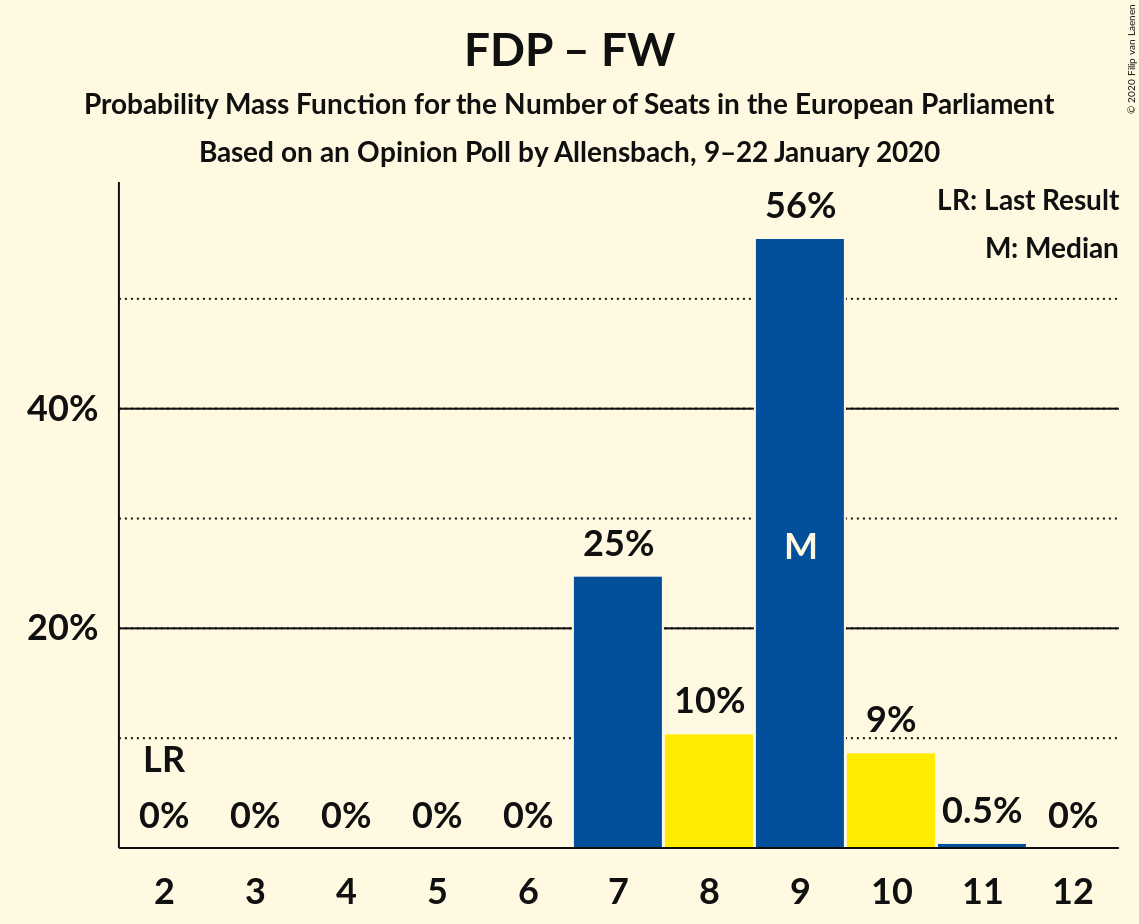 FDP – FW
Probability Mass Function for the Number of Seats in the European Parliament
Based on an Opinion Poll by Allensbach, 9–22 January 2020
© 2020 Filip van Laenen
LR: Last Result
M: Median
56%
40%
25%
M
20%
10%
9%
LR
0% 0% 0% 0% 0% 0.5% 0%
2 3 4 5 6 7 8 9 10 11 12